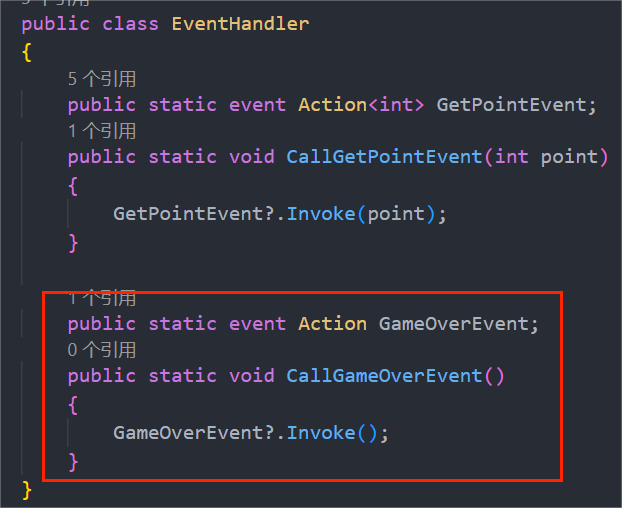 public class EventHandler
{
5 个引用
public static event Action<int> GetPointEvent;
1 个引用
public static void CallGetPointEvent(int point)
{
GetPointEvent?.Invoke(point);
}
1 个引用
public static event Action GameOverEvent;
0 个引用
public static void CallGameOverEvent()
{
GameOverEvent?.Invoke();
}
}